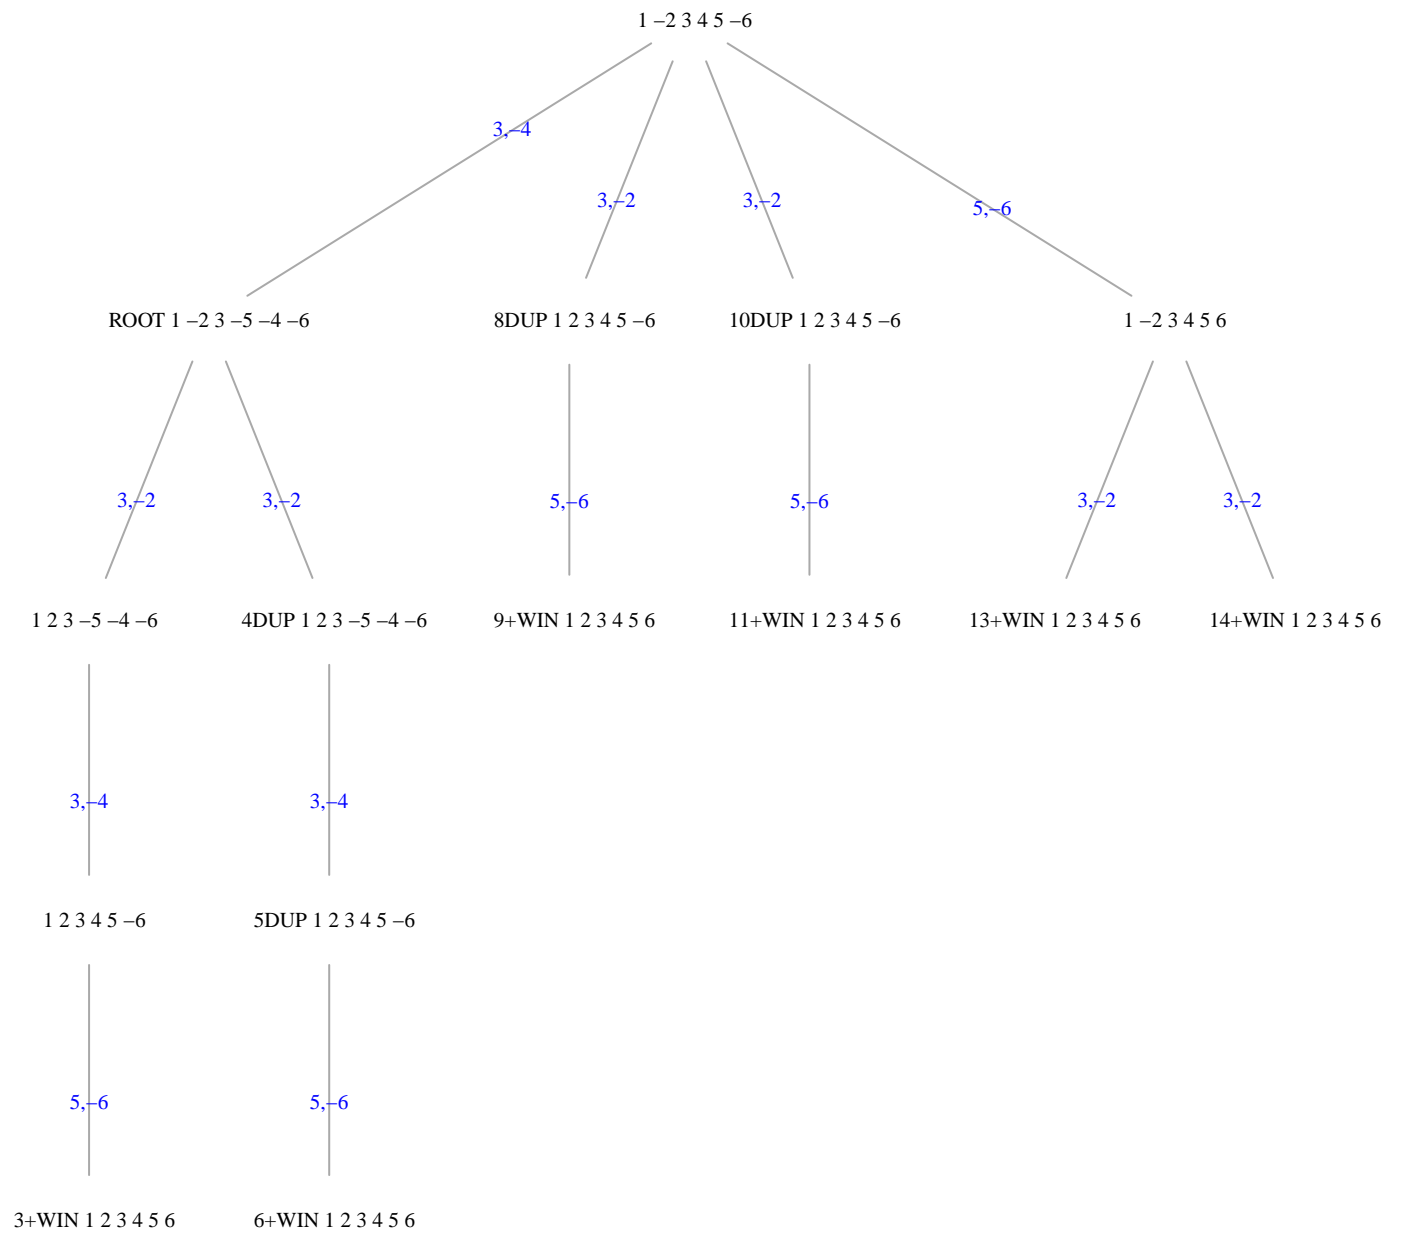 1 –2 3 4 5 –6
3,–4
3,–2
3,–2
5,–6
ROOT 1 –2 3 –5 –4 –6
8DUP 1 2 3 4 5 –6
10DUP 1 2 3 4 5 –6
1 –2 3 4 5 6
3,–2
3,–2
5,–6
5,–6
3,–2
3,–2
1 2 3 –5 –4 –6
4DUP 1 2 3 –5 –4 –6
9+WIN 1 2 3 4 5 6
11+WIN 1 2 3 4 5 6
13+WIN 1 2 3 4 5 6
14+WIN 1 2 3 4 5 6
3,–4
3,–4
1 2 3 4 5 –6
5DUP 1 2 3 4 5 –6
5,–6
5,–6
3+WIN 1 2 3 4 5 6
6+WIN 1 2 3 4 5 6